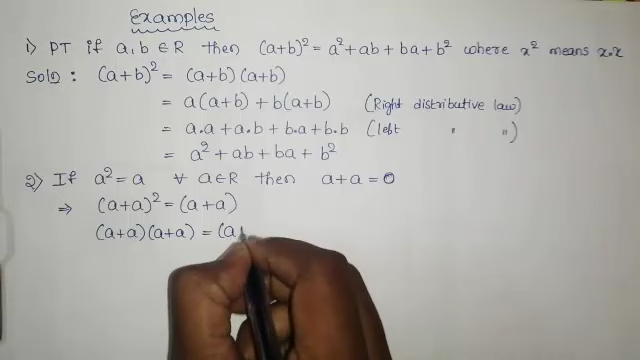 Examples
1) PT if a, b ∈ R then (a+b)² = a² + ab + ba + b² where x² means x.x
Soln : (a+b)² = (a+b)(a+b)
= a(a+b) + b(a+b) (Right distributive law)
= a.a + a.b + b.a + b.b (left " ")
= a² + ab + ba + b²
2) If a² = a ∀ a ∈ R then a + a = 0
⇒ (a+a)² = (a+a)
(a+a)(a+a) = (a